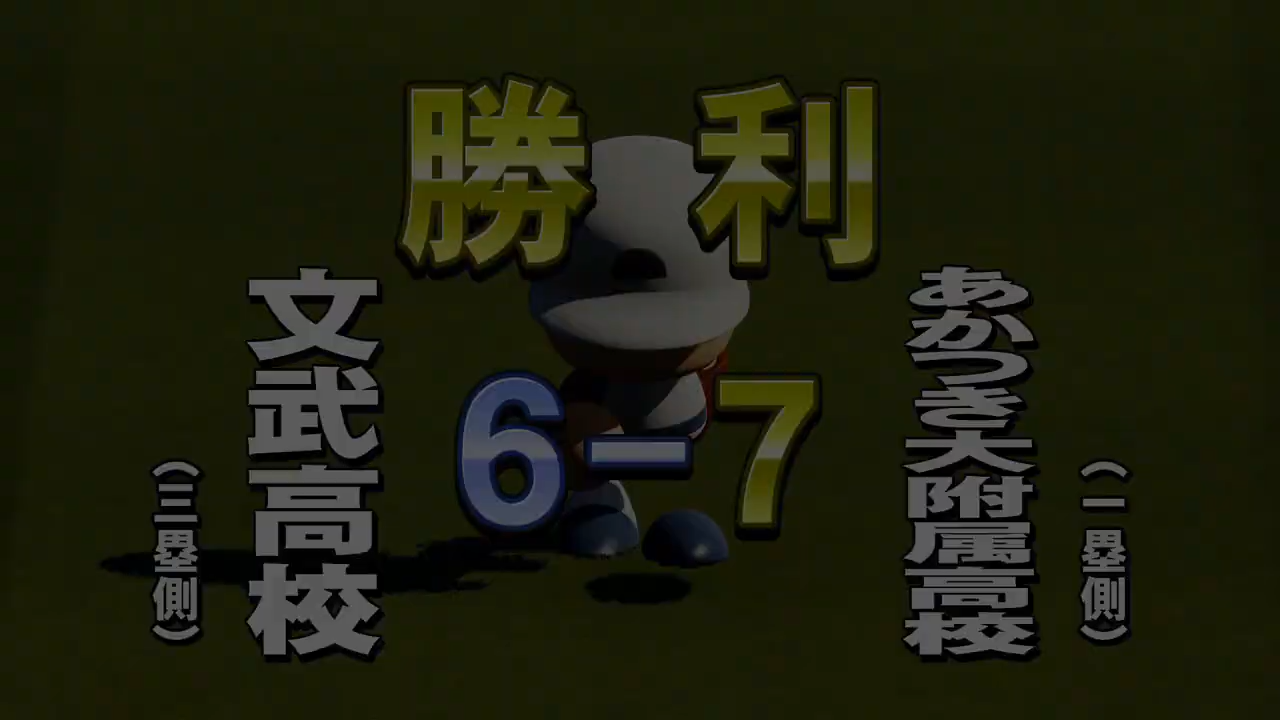 勝利
文武高校
（三塁側）
6－7
あかつき大附属高校
（一塁側）